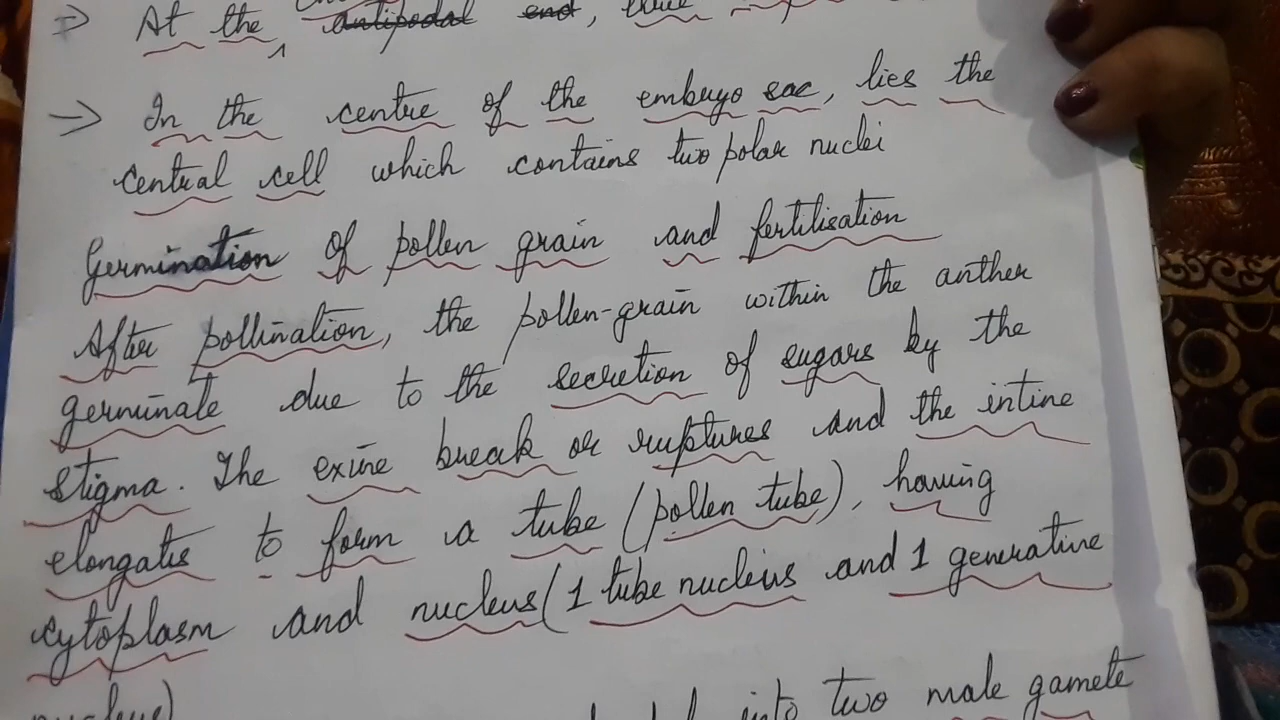 ⇒ At the antipodal end,
→ In the centre of the embryo sac, lies the
central cell which contains two polar nuclei
Germination of pollen grain and fertilisation
After pollination, the pollen-grain within the anther
germinate due to the secretion of sugars by the
stigma. The exine break or ruptures and the intine
elongates to form a tube (pollen tube), having
cytoplasm and nucleus (1 tube nucleus and 1 generative
into two male gamete